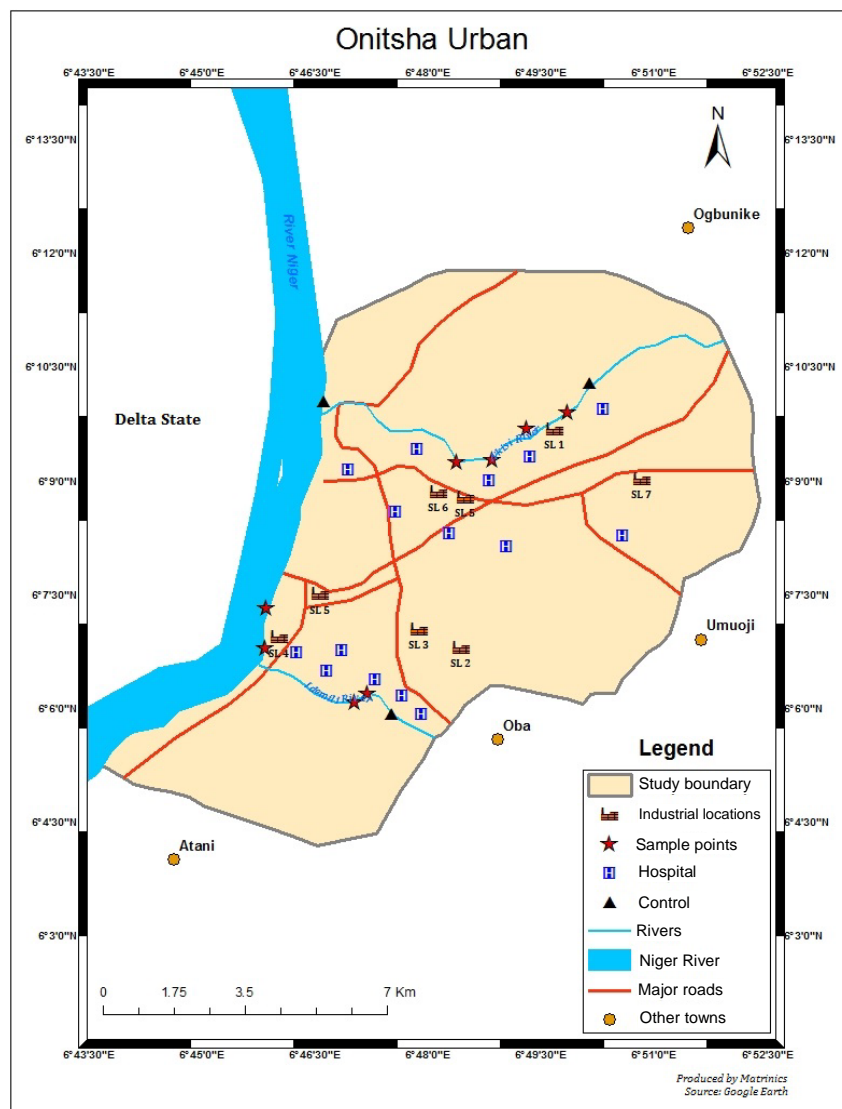 Onitsha Urban
6°43'30"E 6°45'0"E 6°46'30"E 6°48'0"E 6°49'30"E 6°51'0"E 6°52'30"E
N
6°13'30"N 6°13'30"N
Ogbunike
River Niger
6°12'0"N 6°12'0"N
6°10'30"N 6°10'30"N
Delta State
SL 1
6°9'0"N 6°9'0"N
SL 7
SL 6 SL 5
6°7'30"N 6°7'30"N
SL 5
SL 4 SL 3 SL 2
Umuoji
6°6'0"N 6°6'0"N
Oba
Legend
Study boundary
Industrial locations
Sample points
H Hospital
Control
Rivers
Niger River
Major roads
Other towns
6°4'30"N 6°4'30"N
Atani
6°3'0"N 6°3'0"N
0 1.75 3.5 7 Km
6°43'30"E 6°45'0"E 6°46'30"E 6°48'0"E 6°49'30"E 6°51'0"E 6°52'30"E
Produced by Matrinics
Source: Google Earth